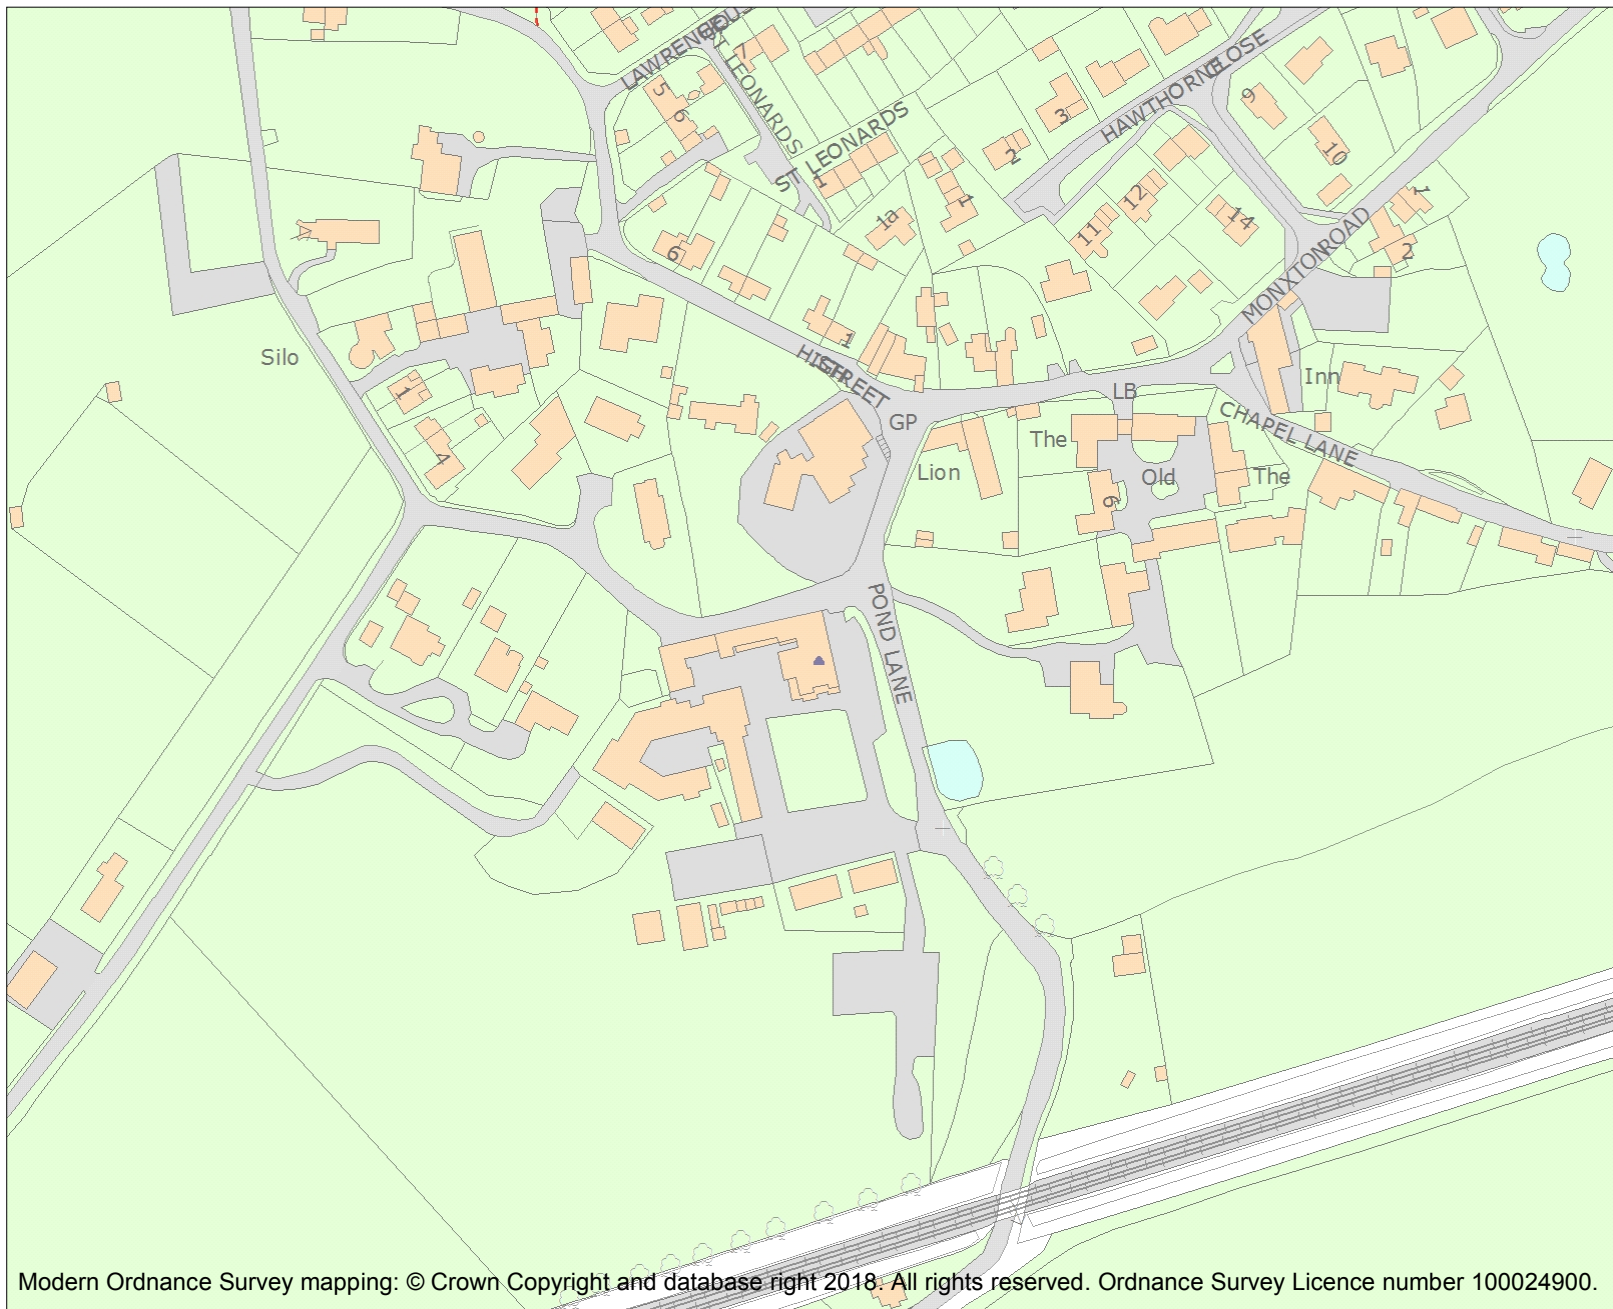 LAWRENCE
7
ST LEONARDS
5
6
HAWTHORNE
CLOSE
9
3
LEONARDS
ST
2
10
1
1
1
12
1a
14
11
6
ROAD
MONXTON
2
Silo
1
HIGH
STREET
Inn
1
LB
GP
CHAPEL LANE
The
4
Lion
Old
The
6
POND LANE
Modern Ordnance Survey mapping: © Crown Copyright and database right 2018. All rights reserved. Ordnance Survey Licence number 100024900.